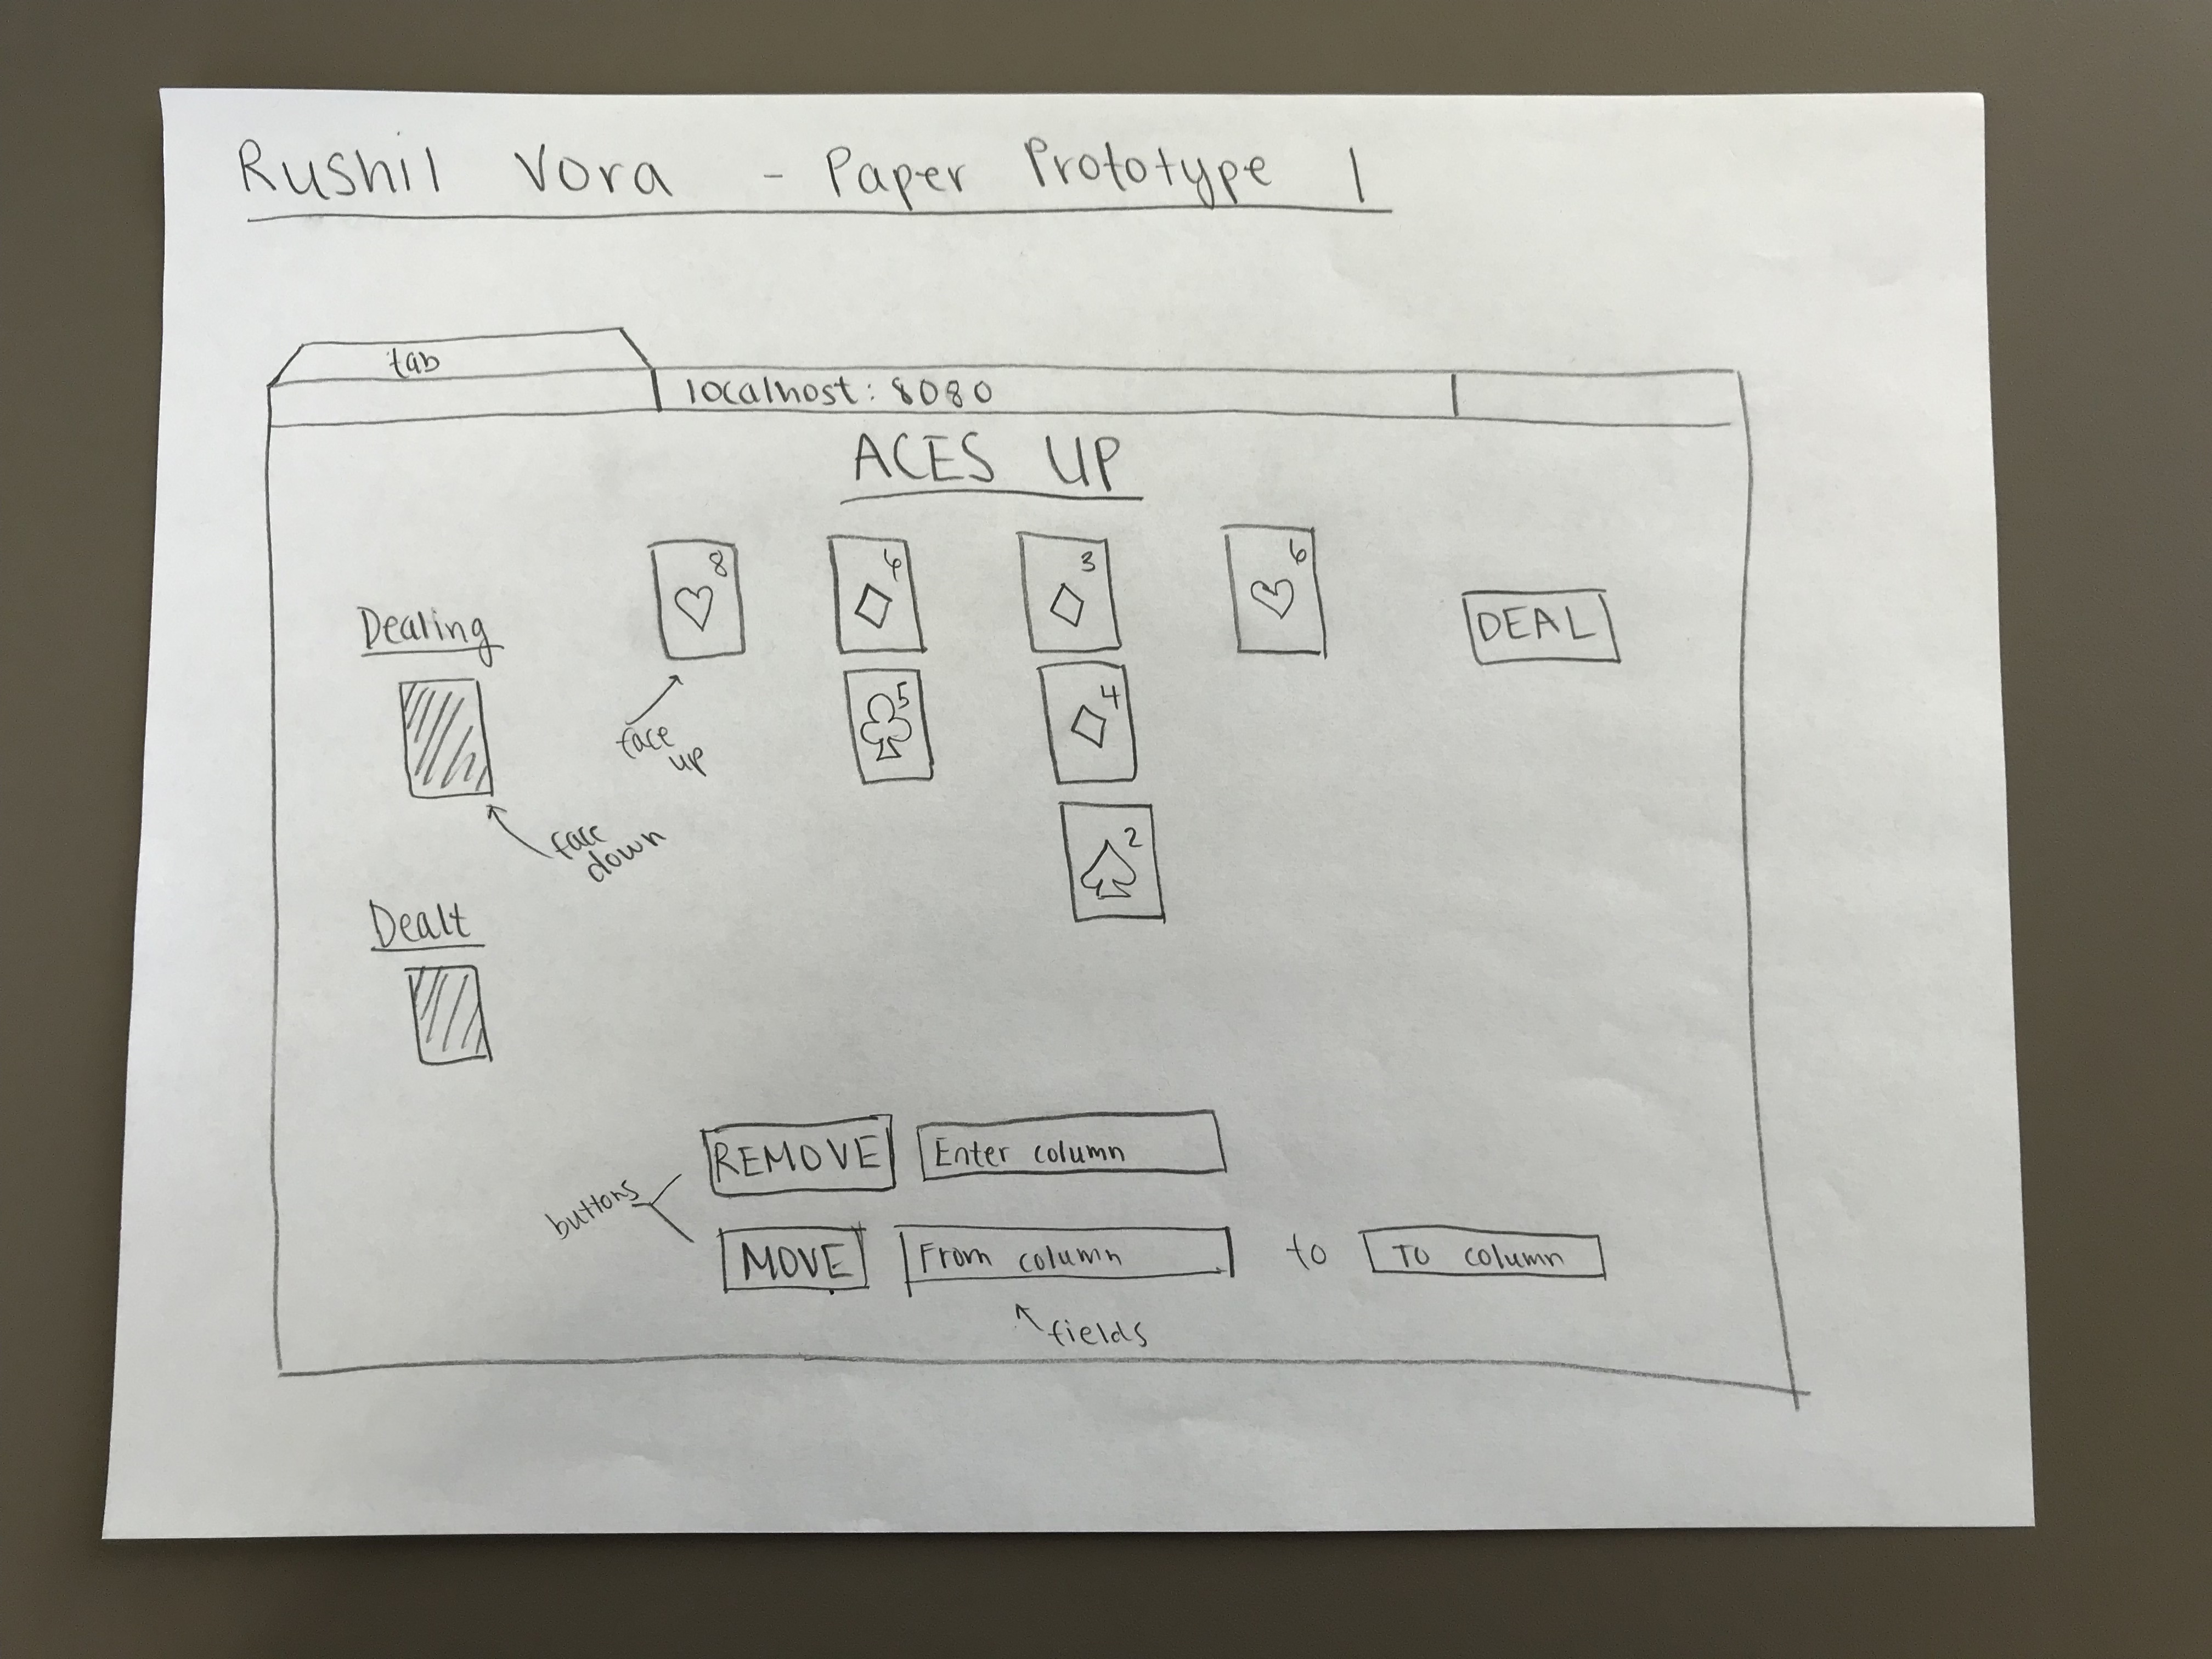 Rushil Vora - Paper Prototype 1
tab
localhost: 8080
ACES UP
8
3
6
Dealing
DEAL
face
up
5
4
face
down
2
Dealt
REMOVE
Enter column
buttons
MOVE
From column
to
To column
fields